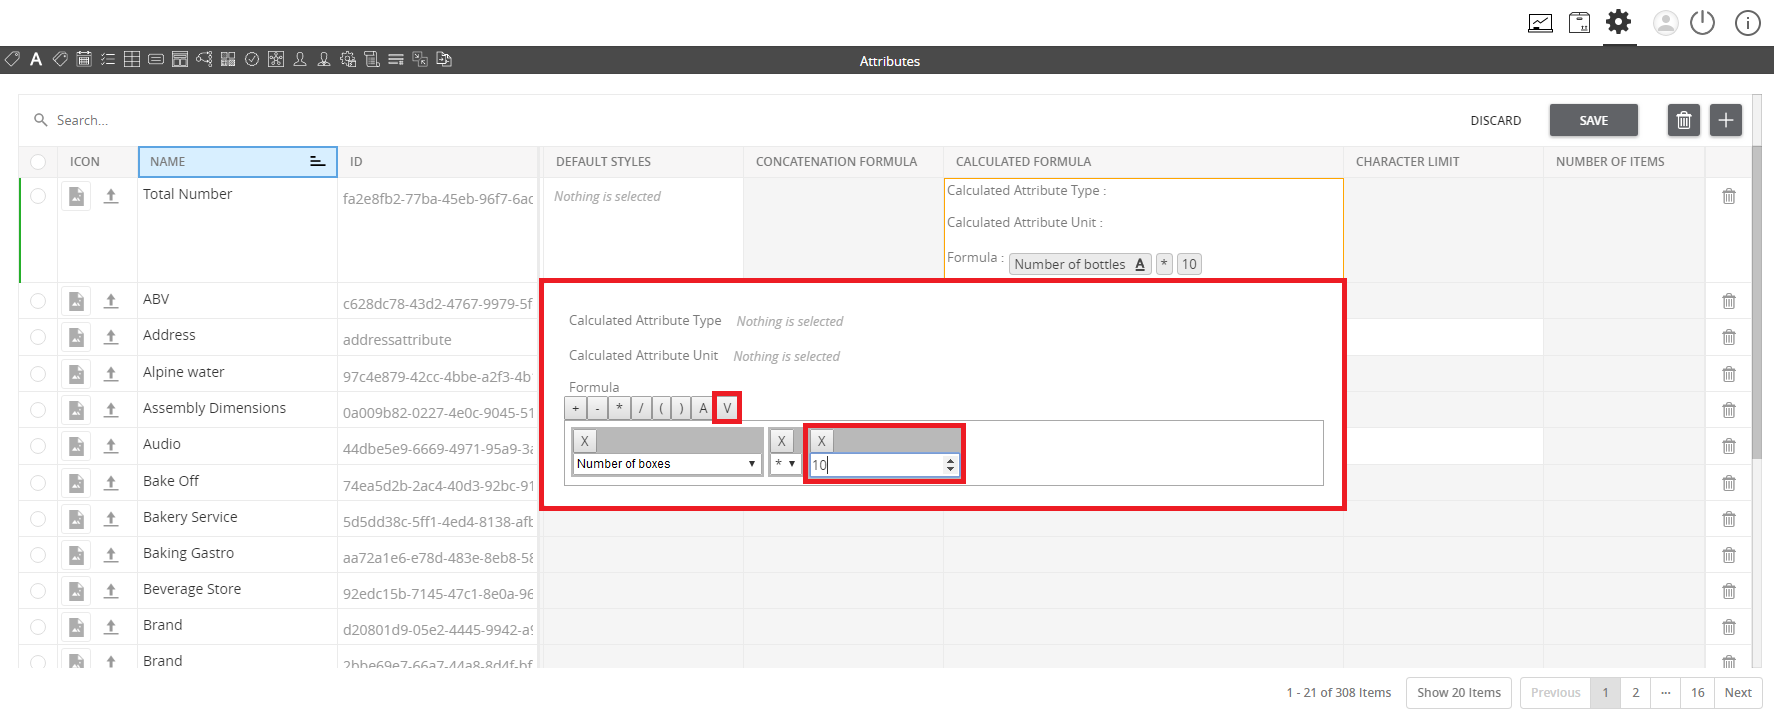 Attributes
Search...
DISCARD
SAVE
ICON NAME ID DEFAULT STYLES CONCATENATION FORMULA CALCULATED FORMULA CHARACTER LIMIT NUMBER OF ITEMS
Total Number fa2e8fb2-77ba-45eb-96f7-6ac Nothing is selected Calculated Attribute Type :
Calculated Attribute Unit :
Formula : Number of bottles A * 10
ABV c628dc78-43d2-4767-9979-5f
Address addressattribute
Alpine water 97c4e879-42cc-4bbe-a2f3-4b
Assembly Dimensions 0a009b82-0227-4e0c-9045-51
Audio 44dbe5e9-6669-4971-95a9-3a
Bake Off 74ea5d2b-2ac4-40d3-92bc-91
Bakery Service 5d5dd38c-5ff1-4ed4-8138-afb
Baking Gastro aa72a1e6-e78d-483e-8eb8-58
Beverage Store 92edc15b-7145-47c1-8e0a-96
Brand d20801d9-05e2-4445-9942-a9
Brand 2bbe69e7-66a7-44a8-8d4f-bf
Calculated Attribute Type Nothing is selected
Calculated Attribute Unit Nothing is selected
Formula
+ - * / ( ) A V
X X X
Number of boxes * 10
1 - 21 of 308 Items Show 20 Items Previous 1 2 ... 16 Next